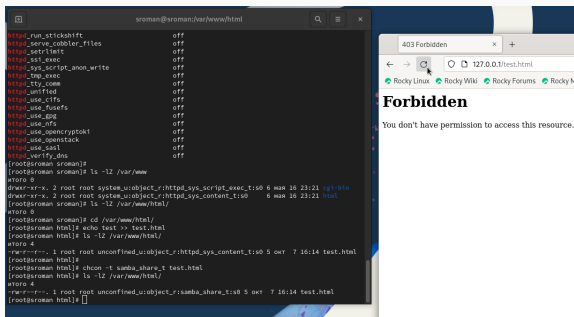 sroman@sroman:/var/www/html
httpd_run_stickshift off
httpd_serve_cobbler_files off
httpd_setrlimit off
httpd_ssi_exec off
httpd_sys_script_anon_write off
httpd_tmp_exec off
httpd_tty_comm off
httpd_unified off
httpd_use_cifs off
httpd_use_fusefs off
httpd_use_gpg off
httpd_use_nfs off
httpd_use_opencryptoki off
httpd_use_openstack off
httpd_use_sasl off
httpd_verify_dns off
[root@sroman sroman]#
[root@sroman sroman]# ls -lZ /var/www
итого 0
drwxr-xr-x. 2 root root system_u:object_r:httpd_sys_script_exec_t:s0 6 мая 16 23:21 cgi-bin
drwxr-xr-x. 2 root root system_u:object_r:httpd_sys_content_t:s0 6 мая 16 23:21 html
[root@sroman sroman]# ls -lZ /var/www/html/
итого 0
[root@sroman sroman]# cd /var/www/html/
[root@sroman html]# echo test >> test.html
[root@sroman html]# ls -lZ /var/www/html/
итого 4
-rw-r--r--. 1 root root unconfined_u:object_r:httpd_sys_content_t:s0 5 окт 7 16:14 test.html
[root@sroman html]#
[root@sroman html]# chcon -t samba_share_t test.html
[root@sroman html]# ls -lZ /var/www/html/
итого 4
-rw-r--r--. 1 root root unconfined_u:object_r:samba_share_t:s0 5 окт 7 16:14 test.html
[root@sroman html]#
403 Forbidden
127.0.0.1/test.html
Rocky Linux Rocky Wiki Rocky Forums Rocky M
Forbidden
You don't have permission to access this resource.